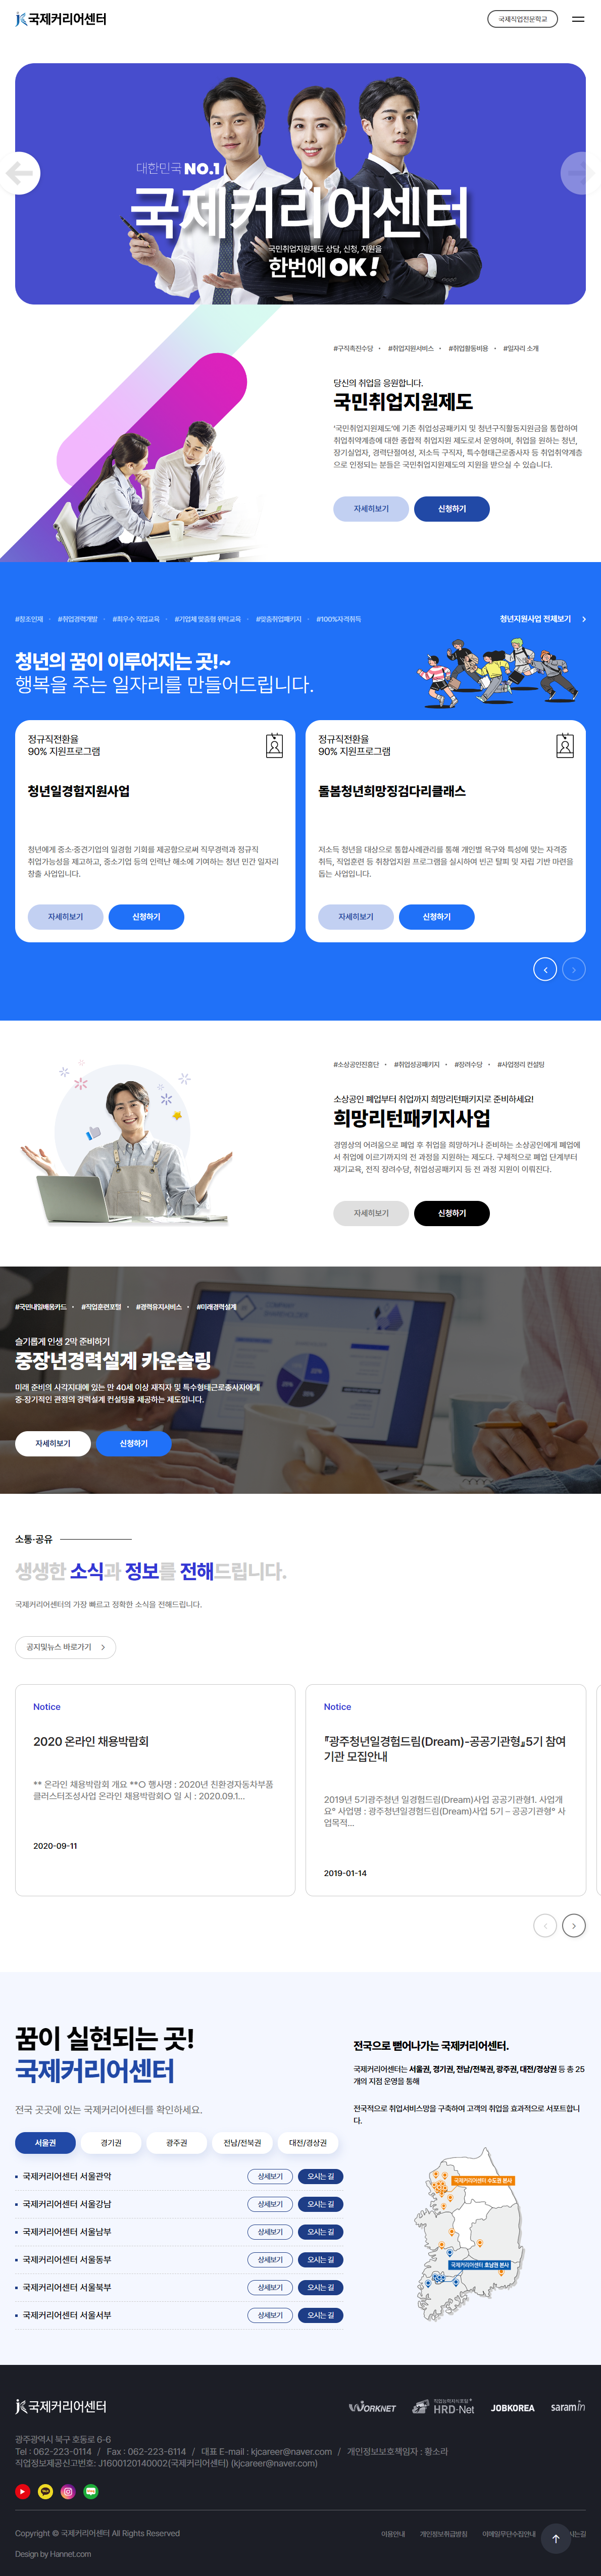 국제커리어센터
국제직업전문학교
대한민국 NO.1
국제커리어센터
국민취업지원제도 상담, 신청, 지원을
한번에 OK!
#구직촉진수당 • #취업지원서비스 • #취업활동비용 • #일자리 소개
당신의 취업을 응원합니다.
국민취업지원제도
'국민취업지원제도'에 기존 취업성공패키지 및 청년구직활동지원금을 통합하여
취업취약계층에 대한 종합적 취업지원 제도로서 운영하며, 취업을 원하는 청년,
장기실업자, 경력단절여성, 저소득 구직자, 특수형태근로종사자 등 취업취약계층
으로 인정되는 분들은 국민취업지원제도의 지원을 받으실 수 있습니다.
자세히보기
신청하기
#창조인재 • #취업경력개발 • #최우수 직업교육 • #기업체 맞춤형 위탁교육 • #맞춤취업패키지 • #100%자격취득
청년지원사업 전체보기
청년의 꿈이 이루어지는 곳!~
행복을 주는 일자리를 만들어드립니다.
정규직전환율
90% 지원프로그램
청년일경험지원사업
청년에게 중소·중견기업의 일경험 기회를 제공함으로써 직무경력과 정규직
취업가능성을 제고하고, 중소기업 등의 인력난 해소에 기여하는 청년 민간 일자리
창출 사업입니다.
자세히보기
신청하기
정규직전환율
90% 지원프로그램
돌봄청년희망징검다리클래스
저소득 청년을 대상으로 통합사례관리를 통해 개인별 욕구와 특성에 맞는 자격증
취득, 직업훈련 등 취창업지원 프로그램을 실시하여 빈곤 탈피 및 자립 기반 마련을
돕는 사업입니다.
자세히보기
신청하기
#소상공인진흥단 • #취업성공패키지 • #장려수당 • #사업정리 컨설팅
소상공인 폐업부터 취업까지 희망리턴패키지로 준비하세요!
희망리턴패키지사업
경영상의 어려움으로 폐업 후 취업을 희망하거나 준비하는 소상공인에게 폐업에
서 취업에 이르기까지의 전 과정을 지원하는 제도다. 구체적으로 폐업 단계부터
재기교육, 전직 장려수당, 취업성공패키지 등 전 과정 지원이 이뤄진다.
자세히보기
신청하기
#국민내일배움카드 • #직업훈련포털 • #경력유지서비스 • #미래경력설계
슬기롭게 인생 2막 준비하기
중장년경력설계 카운슬링
미래 준비의 사각지대에 있는 만 40세 이상 재직자 및 특수형태근로종사자에게
중·장기적인 관점의 경력설계 컨설팅을 제공하는 제도입니다.
자세히보기
신청하기
소통·공유
생생한 소식과 정보를 전해드립니다.
국제커리어센터의 가장 빠르고 정확한 소식을 전해드립니다.
공지및뉴스 바로가기
Notice
2020 온라인 채용박람회
** 온라인 채용박람회 개요 **○ 행사명 : 2020년 친환경자동차부품
클러스터조성사업 온라인 채용박람회○ 일 시 : 2020.09.1...
2020-09-11
Notice
『광주청년일경험드림(Dream)-공공기관형』5기 참여
기관 모집안내
2019년 5기광주청년 일경험드림(Dream)사업 공공기관형1. 사업개
요° 사업명 : 광주청년일경험드림(Dream)사업 5기 – 공공기관형° 사
업목적...
2019-01-14
꿈이 실현되는 곳!
국제커리어센터
전국 곳곳에 있는 국제커리어센터를 확인하세요.
서울권
경기권
광주권
전남/전북권
대전/경상권
국제커리어센터 서울관악
상세보기
오시는 길
국제커리어센터 서울강남
상세보기
오시는 길
국제커리어센터 서울남부
상세보기
오시는 길
국제커리어센터 서울동부
상세보기
오시는 길
국제커리어센터 서울북부
상세보기
오시는 길
국제커리어센터 서울서부
상세보기
오시는 길
전국으로 뻗어나가는 국제커리어센터.
국제커리어센터는 서울권, 경기권, 전남/전북권, 광주권, 대전/경상권 등 총 25
개의 지점 운영을 통해
전국적으로 취업서비스망을 구축하여 고객의 취업을 효과적으로 서포트합니
다.
국제커리어센터 수도권 본사
국제커리어센터 호남권 본사
국제커리어센터
WORKNET
직업능력지식포털
HRD-Net
JOBKOREA
saramin
광주광역시 북구 호동로 6-6
Tel : 062-223-0114 / Fax : 062-223-6114 / 대표 E-mail : kjcareer@naver.com / 개인정보보호책임자 : 황소라
직업정보제공신고번호: J1600120140002(국제커리어센터) (kjcareer@naver.com)
Copyright © 국제커리어센터 All Rights Reserved
이용안내
개인정보취급방침
이메일무단수집안내
Design by Hannet.com